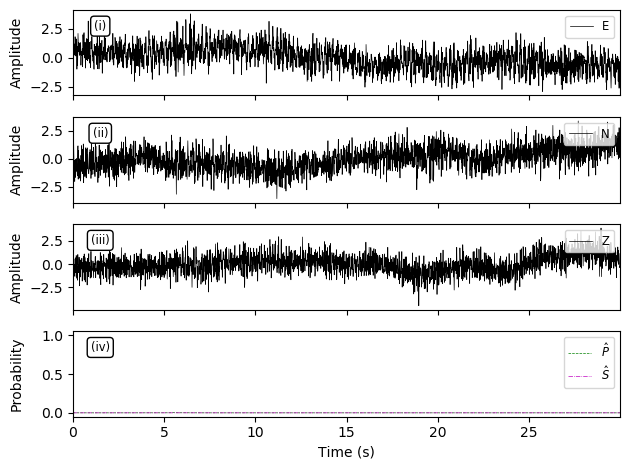 Amplitude
2.5
0.0
−2.5
(i)
E
Amplitude
2.5
0.0
−2.5
(ii)
N
Amplitude
2.5
0.0
−2.5
(iii)
Z
Probability
1.0
0.5
0.0
(iv)
P̂
Ŝ
0 5 10 15 20 25
Time (s)